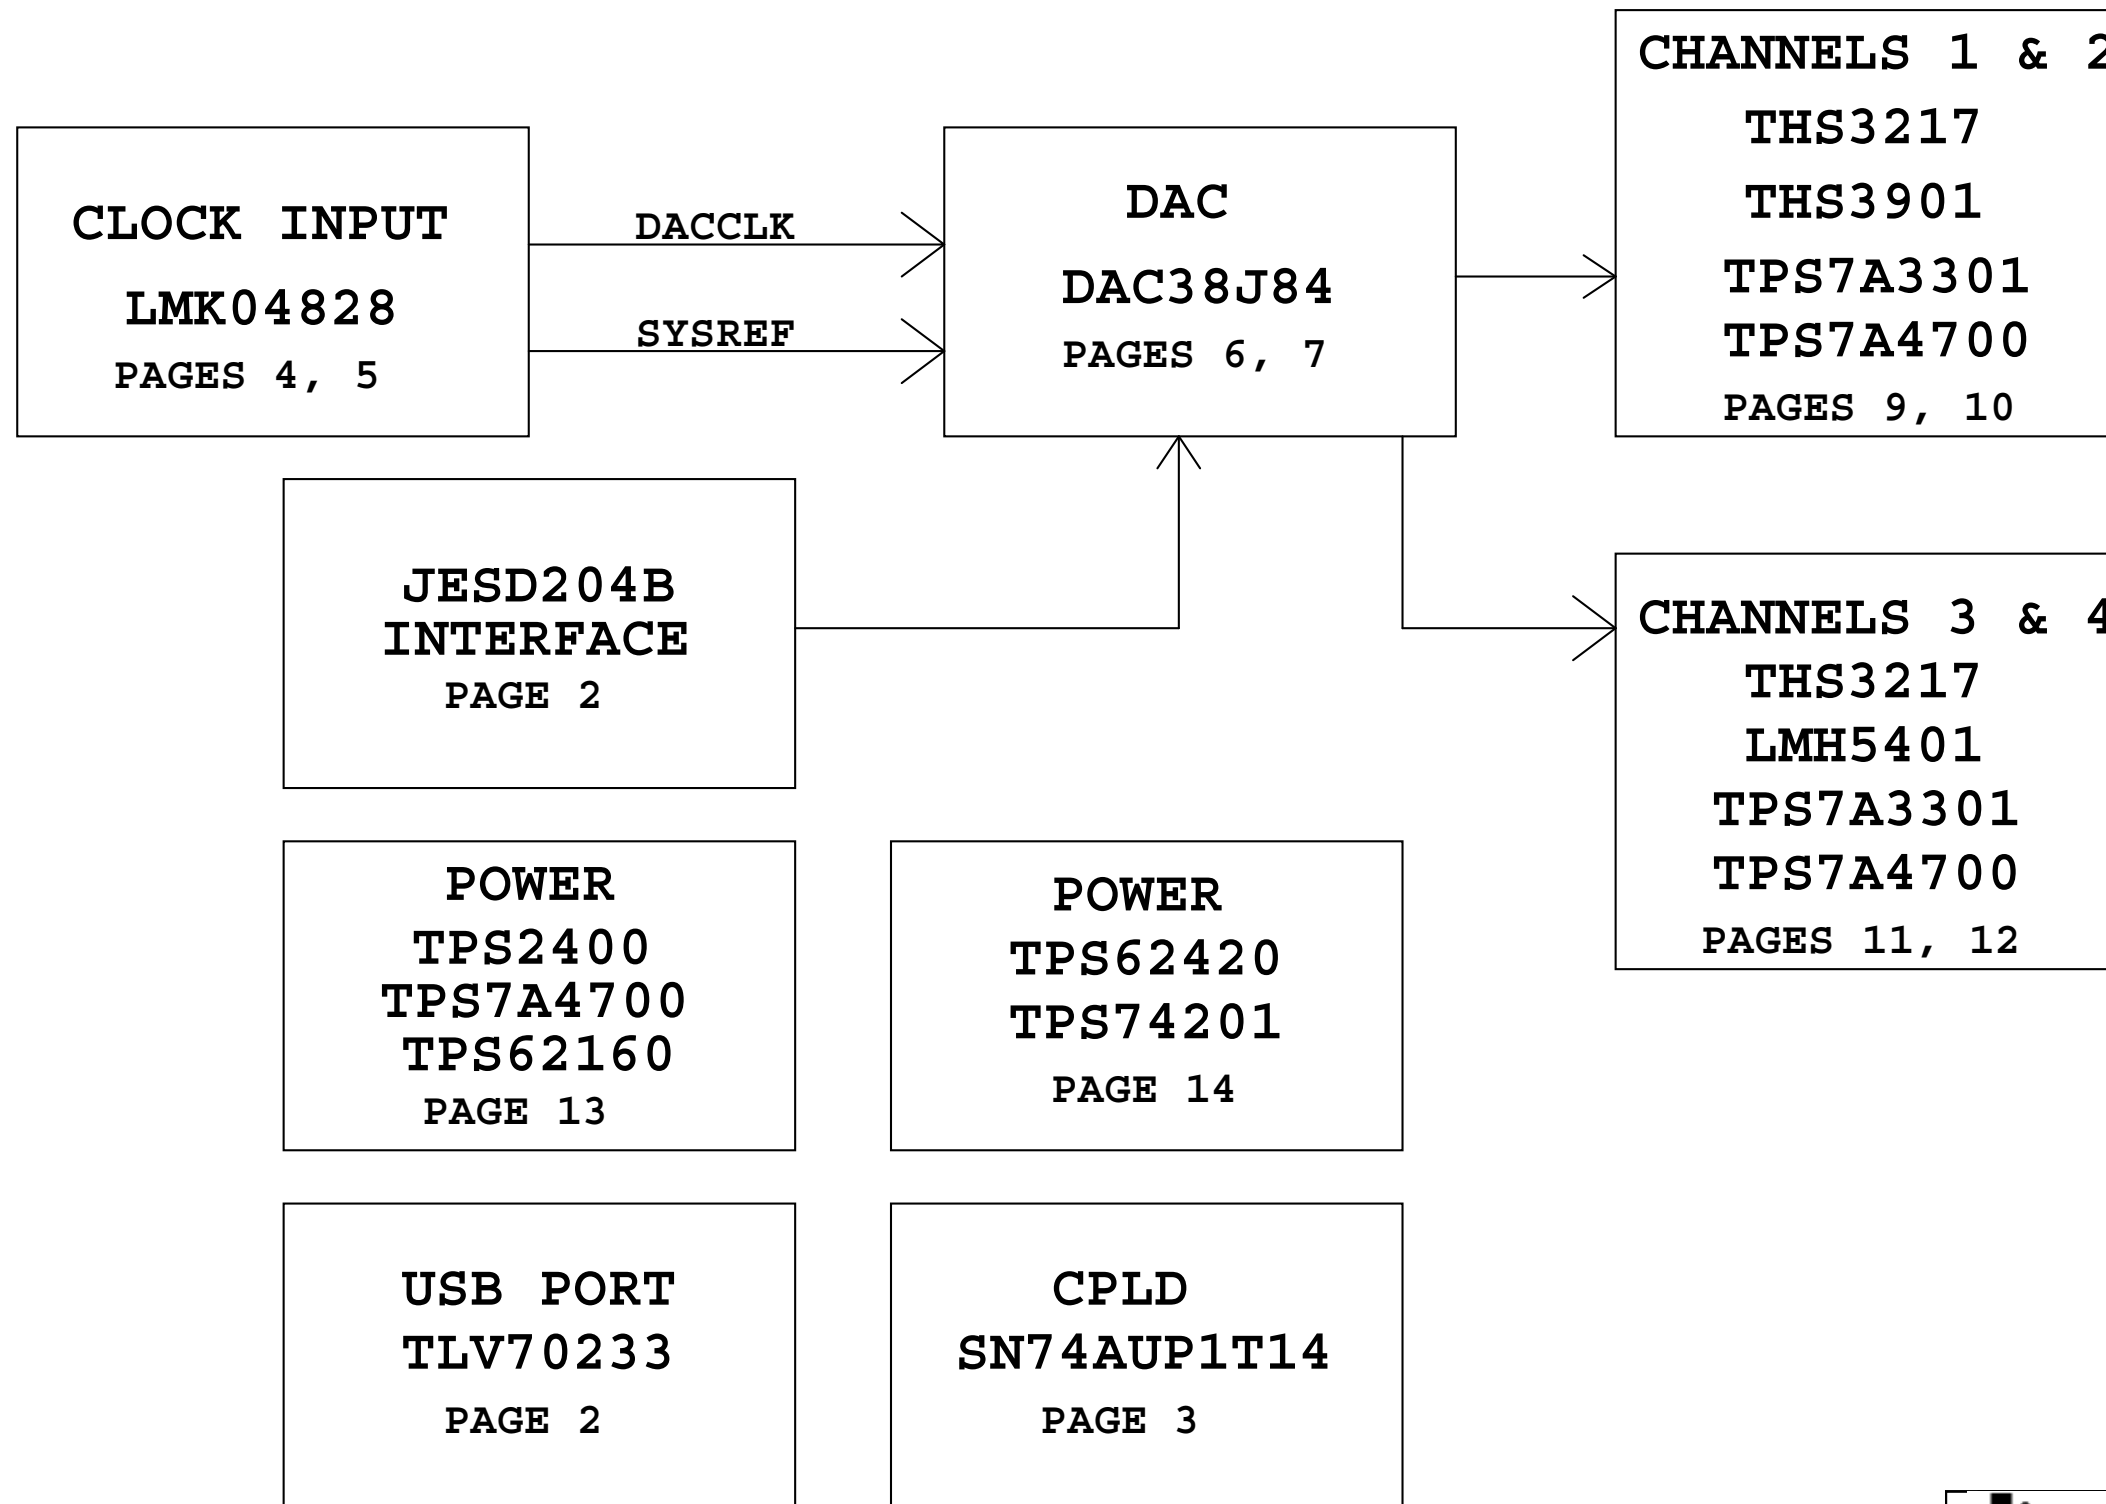 CLOCK INPUT
LMK04828
PAGES 4, 5
DACCLK
SYSREF
DAC
DAC38J84
PAGES 6, 7
CHANNELS 1 & 2
THS3217
THS3901
TPS7A3301
TPS7A4700
PAGES 9, 10
JESD204B
INTERFACE
PAGE 2
CHANNELS 3 & 4
THS3217
LMH5401
TPS7A3301
TPS7A4700
PAGES 11, 12
POWER
TPS2400
TPS7A4700
TPS62160
PAGE 13
POWER
TPS62420
TPS74201
PAGE 14
USB PORT
TLV70233
PAGE 2
CPLD
SN74AUP1T14
PAGE 3